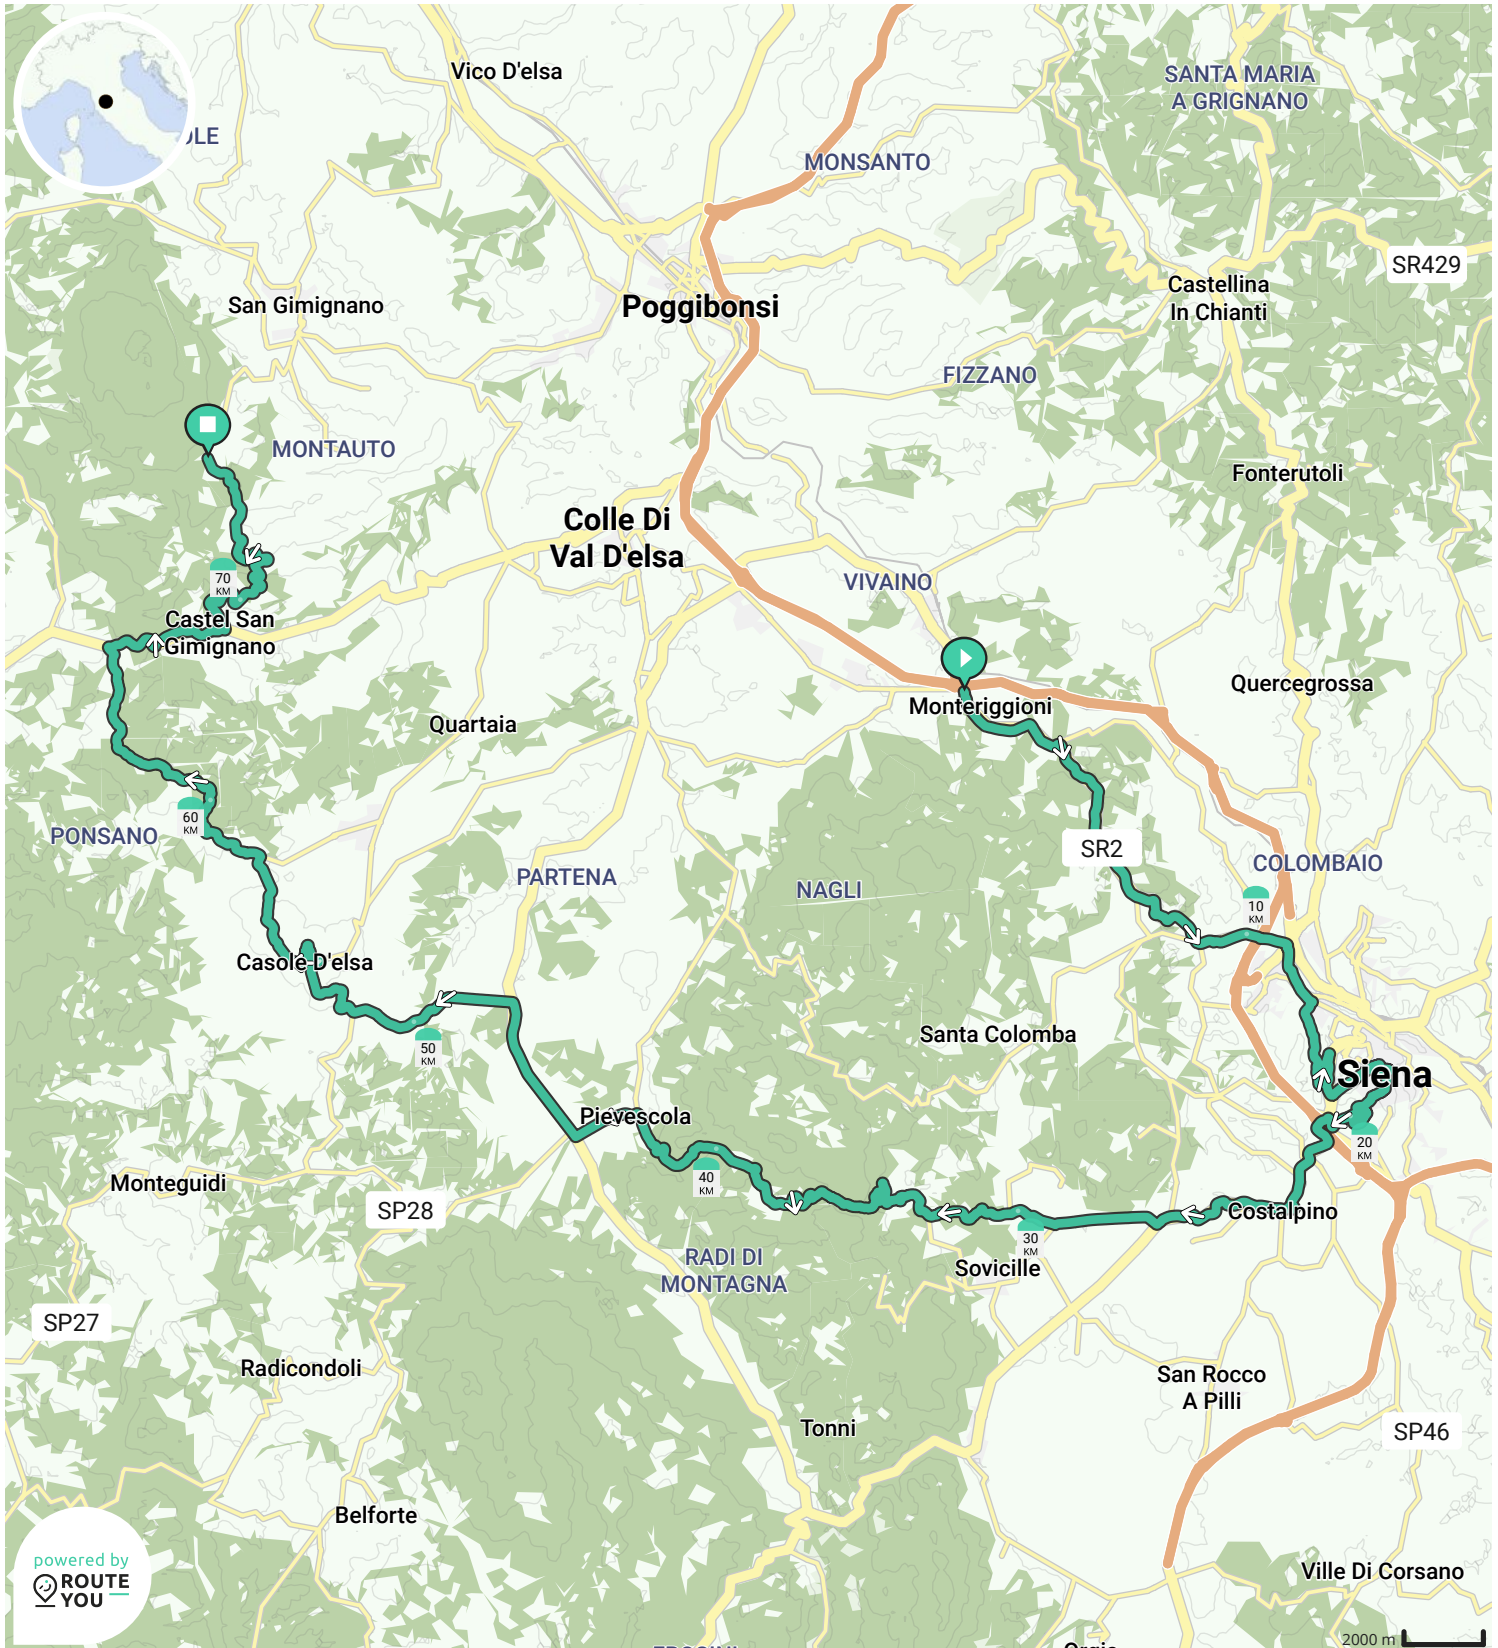 Vico D'elsa
SANTA MARIA
A GRIGNANO
OLE
MONSANTO
SR429
San Gimignano
Poggibonsi
Castellina
In Chianti
FIZZANO
MONTAUTO
Fonterutoli
Colle Di
Val D'elsa
VIVAINO
70
KM
Castel San
Gimignano
Quercegrossa
Monteriggioni
Quartaia
60
KM
PONSANO
SR2
COLOMBAIO
PARTENA
NAGLI
10
KM
Casole D'elsa
Santa Colomba
50
KM
Siena
Pievescola
20
KM
40
KM
Monteguidi
SP28
Costalpino
30
KM
RADI DI
MONTAGNA
Sovicille
SP27
Radicondoli
San Rocco
A Pilli
Tonni
SP46
Belforte
powered by
ROUTE
YOU
Ville Di Corsano
2000 m